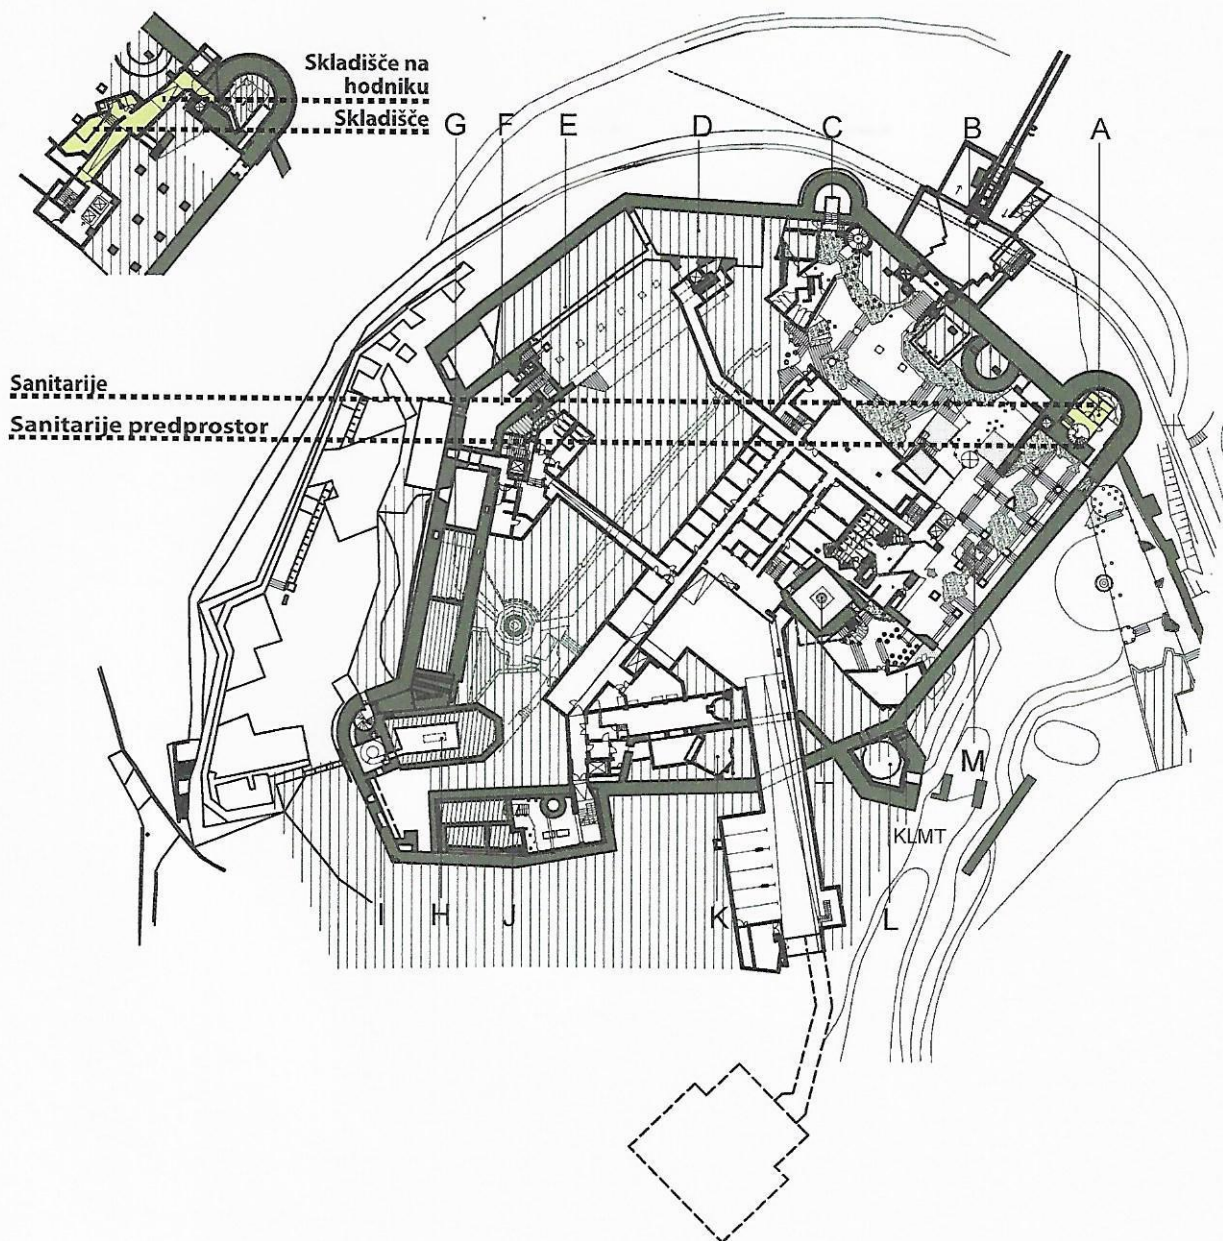 Skladišče na
hodniku
Skladišče
G F E D C B A
Sanitarije
Sanitarije predprostor
M
KLMT
I H J K L